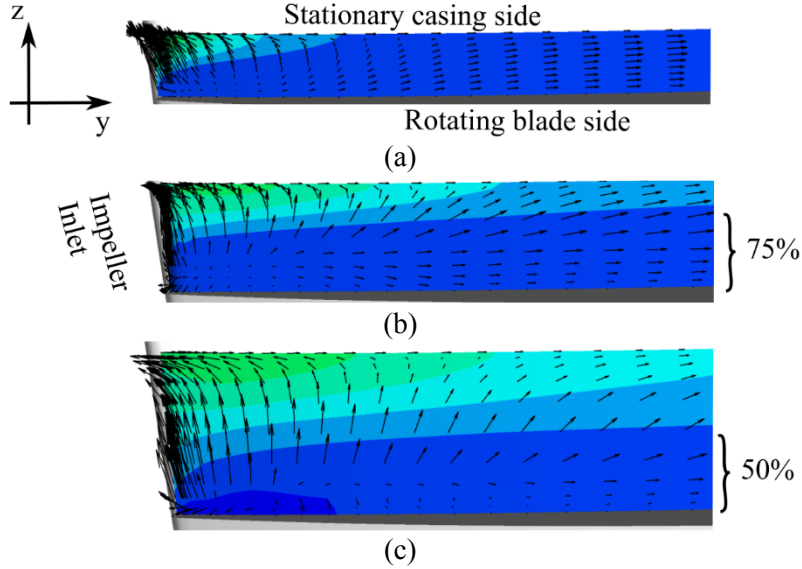 z
Stationary casing side
y
Rotating blade side
(a)
Impeller
Inlet
75%
(b)
50%
(c)